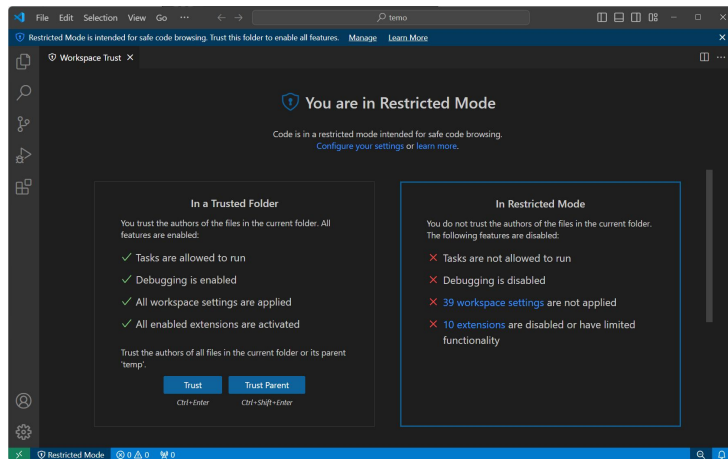 File Edit Selection View Go ··· temo
Restricted Mode is intended for safe code browsing. Trust this folder to enable all features. Manage Learn More
Workspace Trust
You are in Restricted Mode
Code is in a restricted mode intended for safe code browsing.
Configure your settings or learn more.
In a Trusted Folder
You trust the authors of the files in the current folder. All
features are enabled:
Tasks are allowed to run
Debugging is enabled
All workspace settings are applied
All enabled extensions are activated
Trust the authors of all files in the current folder or its parent
'temp'.
Trust Trust Parent
Ctrl+Enter Ctrl+Shift+Enter
In Restricted Mode
You do not trust the authors of the files in the current folder.
The following features are disabled:
Tasks are not allowed to run
Debugging is disabled
39 workspace settings are not applied
10 extensions are disabled or have limited
functionality
Restricted Mode 0 0 0